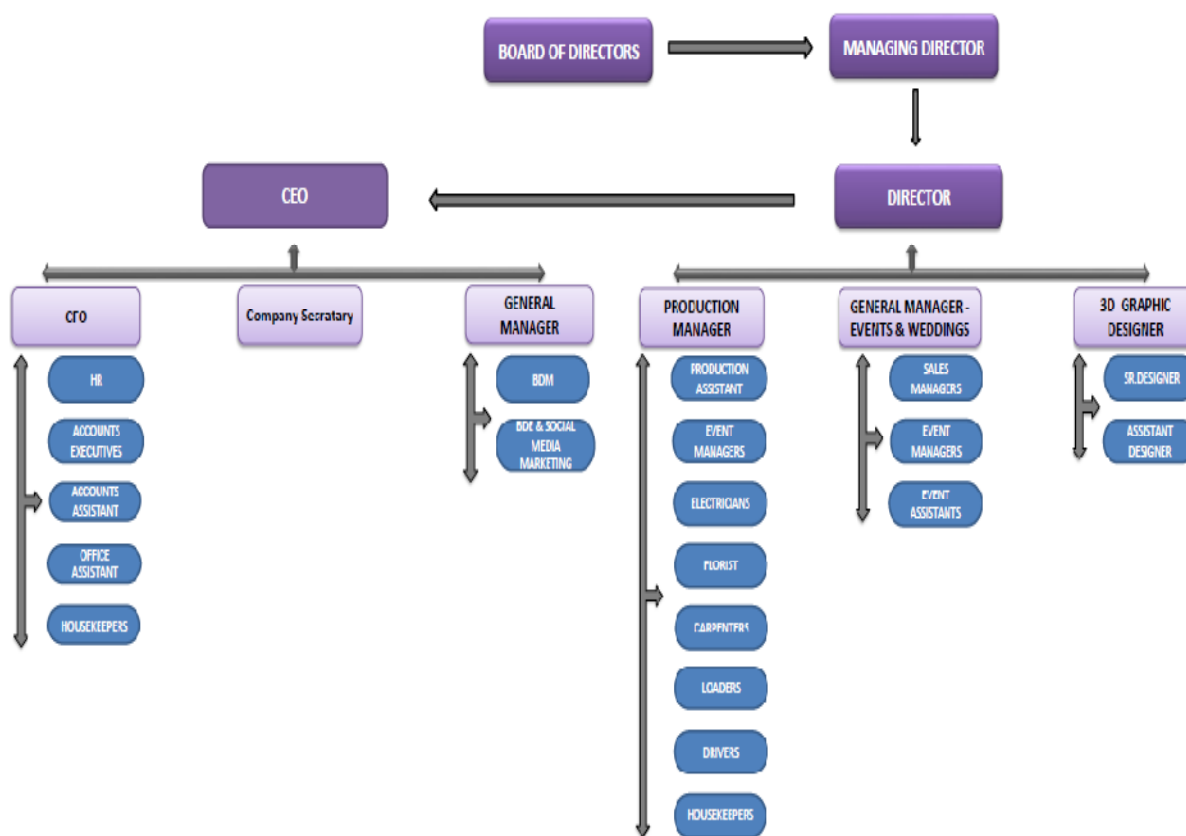 BOARD OF DIRECTORS
MANAGING DIRECTOR
CEO
DIRECTOR
CFO
Company Secratary
GENERAL
MANAGER
PRODUCTION
MANAGER
GENERAL MANAGER -
EVENTS & WEDDINGS
3D GRAPHIC
DESIGNER
HR
ACCOUNTS
EXECUTIVES
ACCOUNTS
ASSISTANT
OFFICE
ASSISTANT
HOUSEKEEPERS
BDM
BDE & SOCIAL
MEDIA
MARKETING
PRODUCTION
ASSISTANT
EVENT
MANAGERS
ELECTRICIANS
FLORIST
CARPENTERS
LOADERS
DRIVERS
HOUSEKEEPERS
SALES
MANAGERS
EVENT
MANAGERS
EVENT
ASSISTANTS
SR.DESIGNER
ASSISTANT
DESIGNER